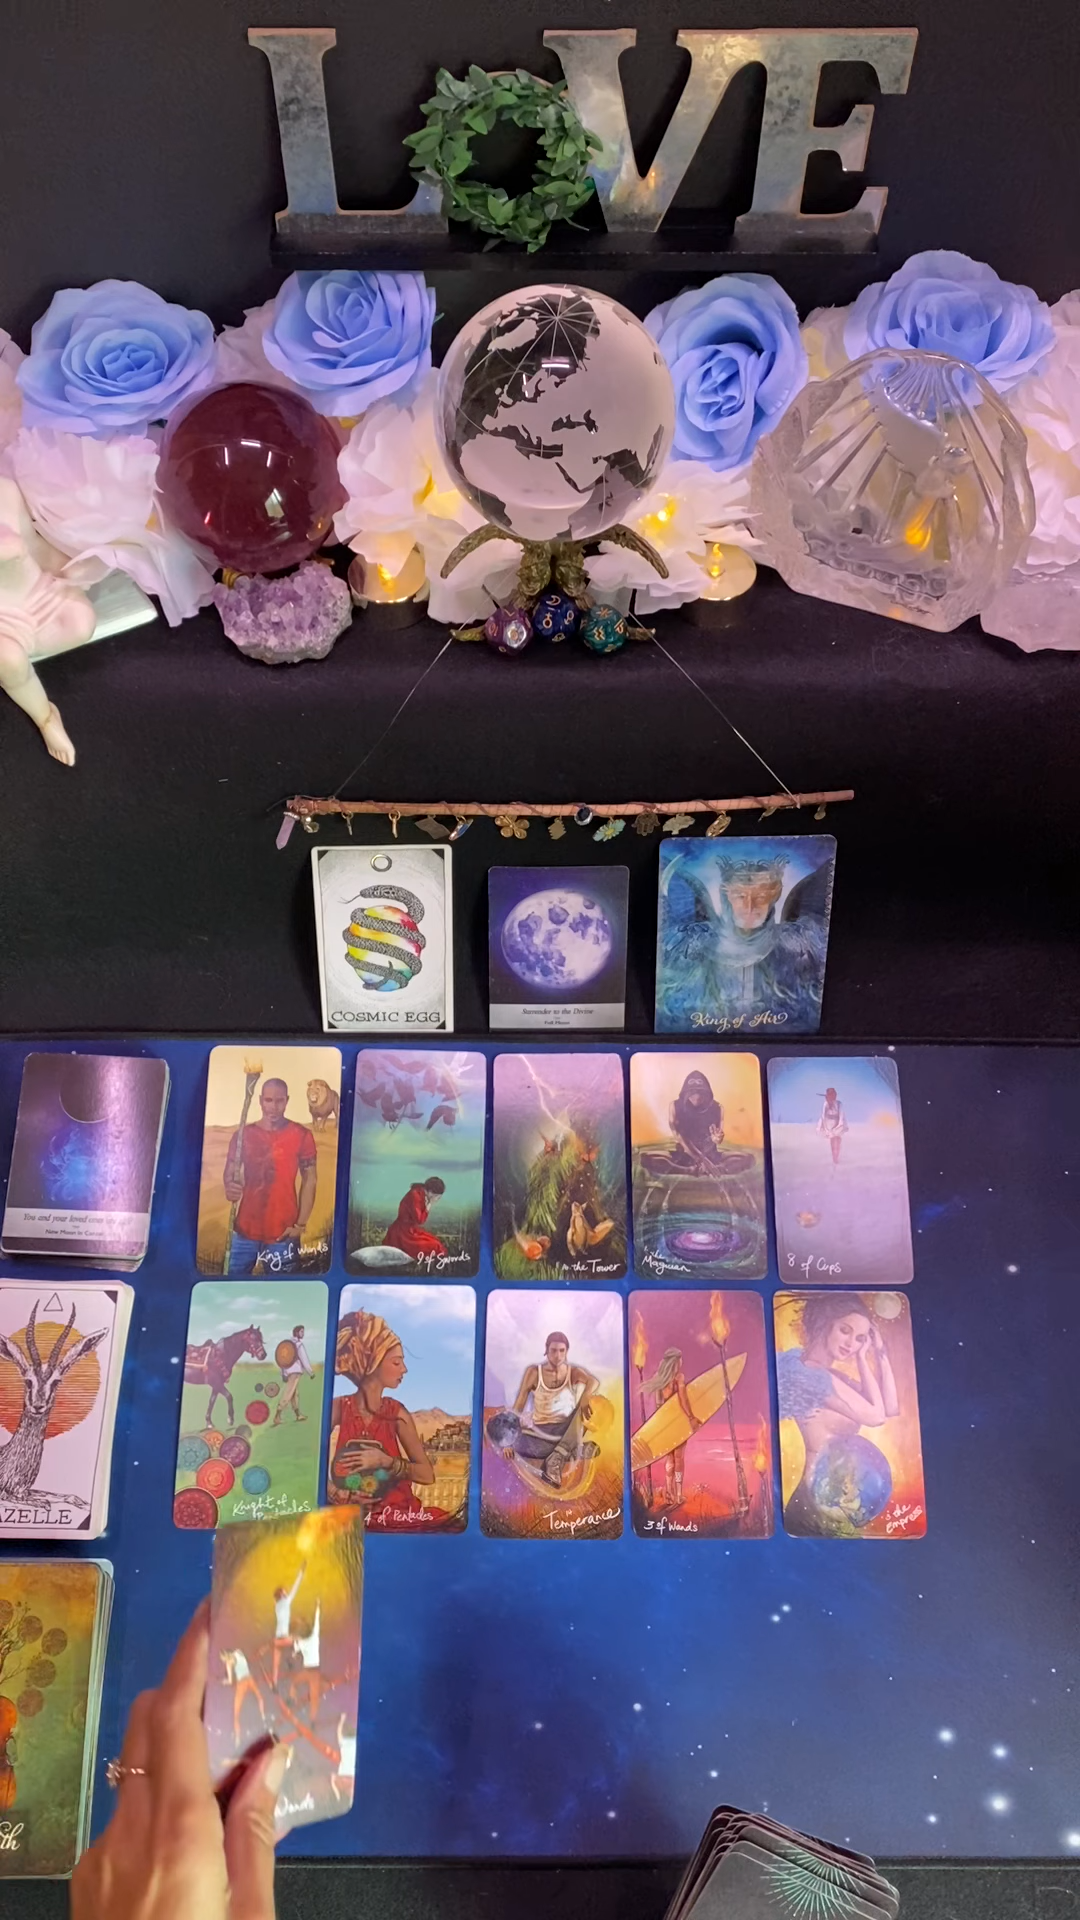 LOVE
COSMIC EGG
Surrender to the Divine
Full Moon
King of Air
You and your loved ones
New Moon in Cancer
King of Wands
9 of Swords
the Tower
the
Magician
8 of Cups
GAZELLE
Knight of
Pentacles
4 of Pentacles
Temperance
3 of Wands
the
Empress
Wands